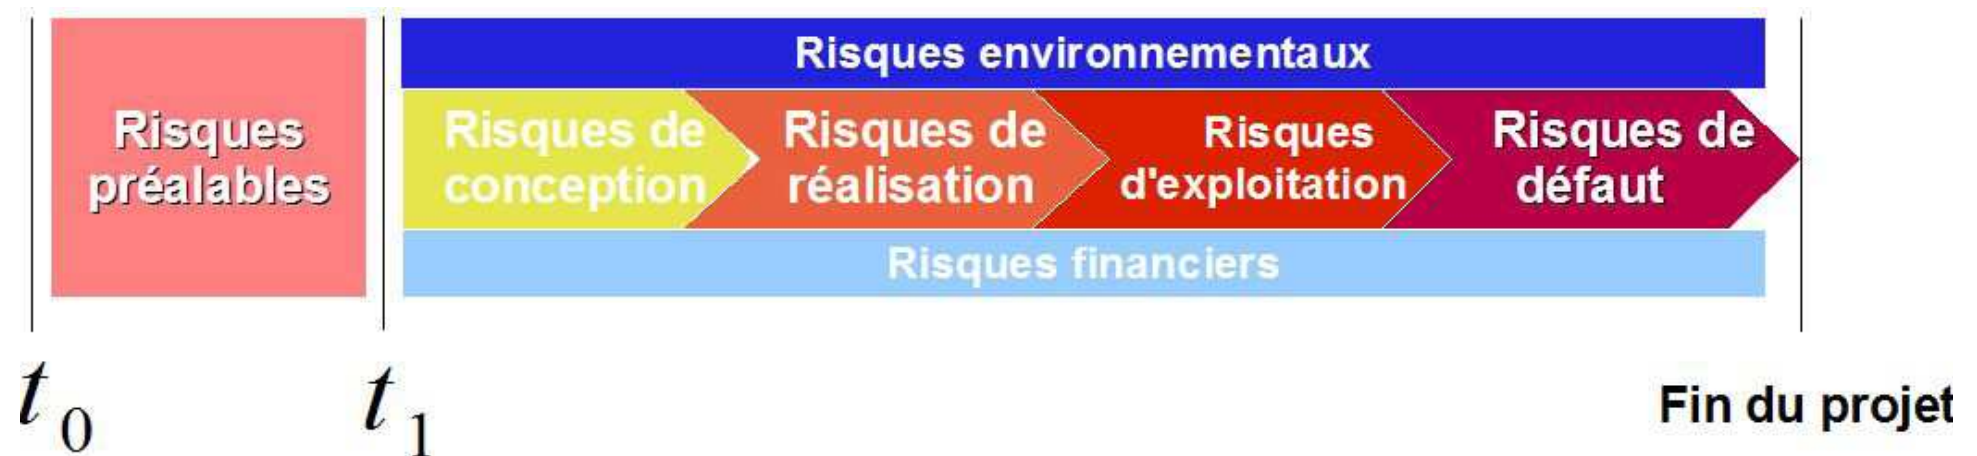 Risques
préalables
Risques environnementaux
Risques de
conception
Risques de
réalisation
Risques
d'exploitation
Risques de
défaut
Risques financiers
t0
t1
Fin du projet